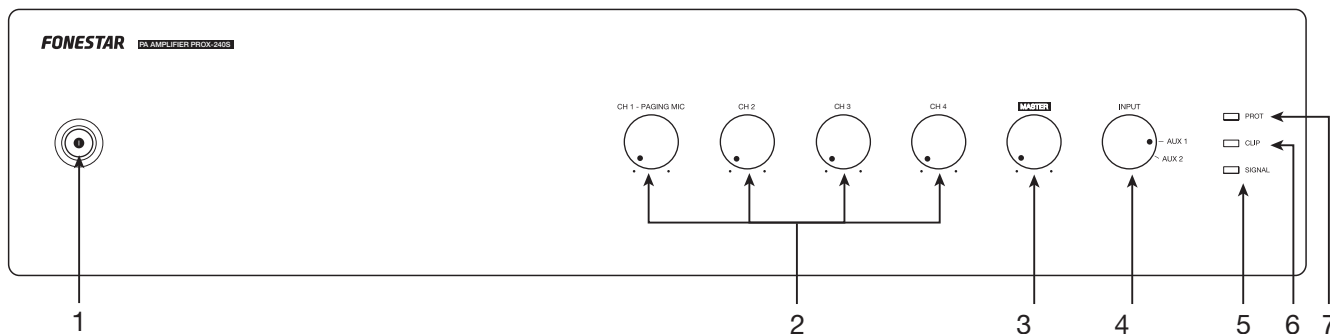 FONESTAR PA AMPLIFIER PROX-240S
CH 1 - PAGING MIC CH 2 CH 3 CH 4 MASTER INPUT
AUX 1
AUX 2
PROT
CLIP
SIGNAL
1 2 3 4 5 6 7